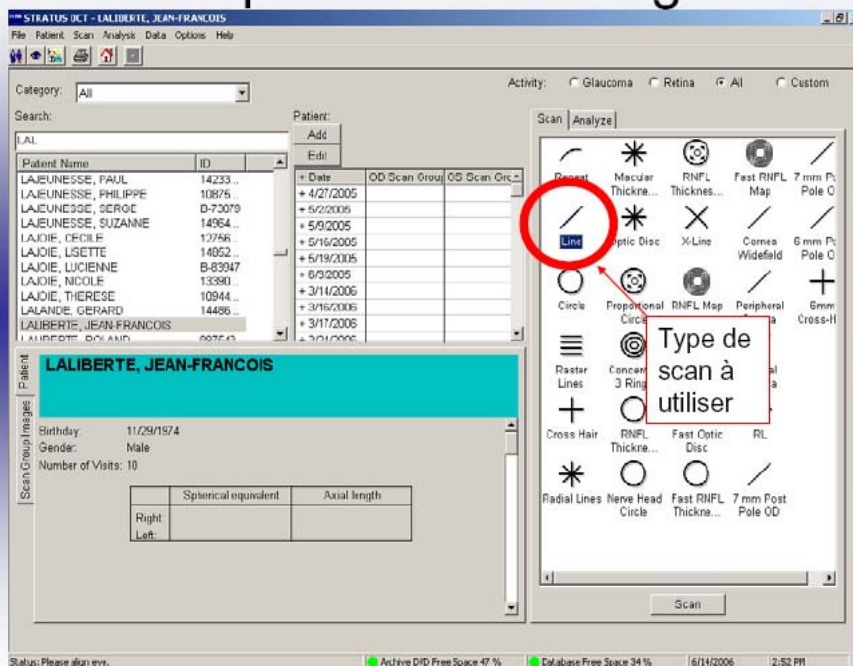 STRATUS OCT - LALIBERTE, JEAN-FRANCOIS
File Patient Scan Analysis Data Options Help
Category: All
Activity: Glaucoma Retina All Custom
Search:
LAL
Patient:
Add
Edit
Patient Name ID
LAJEUNESSE, PAUL 14233...
LAJEUNESSE, PHILIPPE 10875...
LAJEUNESSE, SERGE B-73079
LAJEUNESSE, SUZANNE 14964...
LAJOIE, CECILE 12756...
LAJOIE, LISETTE 14852...
LAJOIE, LUCIENNE B-83947
LAJOIE, NICOLE 13390...
LAJOIE, THERESE 10944...
LALANDE, GERARD 14486...
LALIBERTE, JEAN-FRANCOIS
+ Date OD Scan Group OS Scan Grc
+ 4/27/2005
+ 5/2/2005
+ 5/9/2005
+ 5/16/2005
+ 5/19/2005
+ 6/3/2005
+ 3/14/2006
+ 3/16/2006
+ 3/17/2006
Scan Analyze
Repeat Macular Thickne... RNFL Thicknes... Fast RNFL Map 7 mm Po Pole O
Line Optic Disc X-Line Cornea Widefield 6 mm Po Pole O
Circle Proportional Circle RNFL Map Peripheral 6mm Cross-H
Type de
scan à
utiliser
Raster Lines 3 Ring
Cross Hair RNFL Thickne... Fast Optic Disc RL
Radial Lines Nerve Head Circle Fast RNFL Thickne... 7 mm Post Pole OD
Scan
Patient
Scan Group Images
LALIBERTE, JEAN-FRANCOIS
Birthday: 11/29/1974
Gender: Male
Number of Visits: 10
Spherical equivalent Axial length
Right:
Left:
Status: Please align eye.
Archive DVD Free Space 47 %
Database Free Space 34 %
6/14/2006
2:52 PM